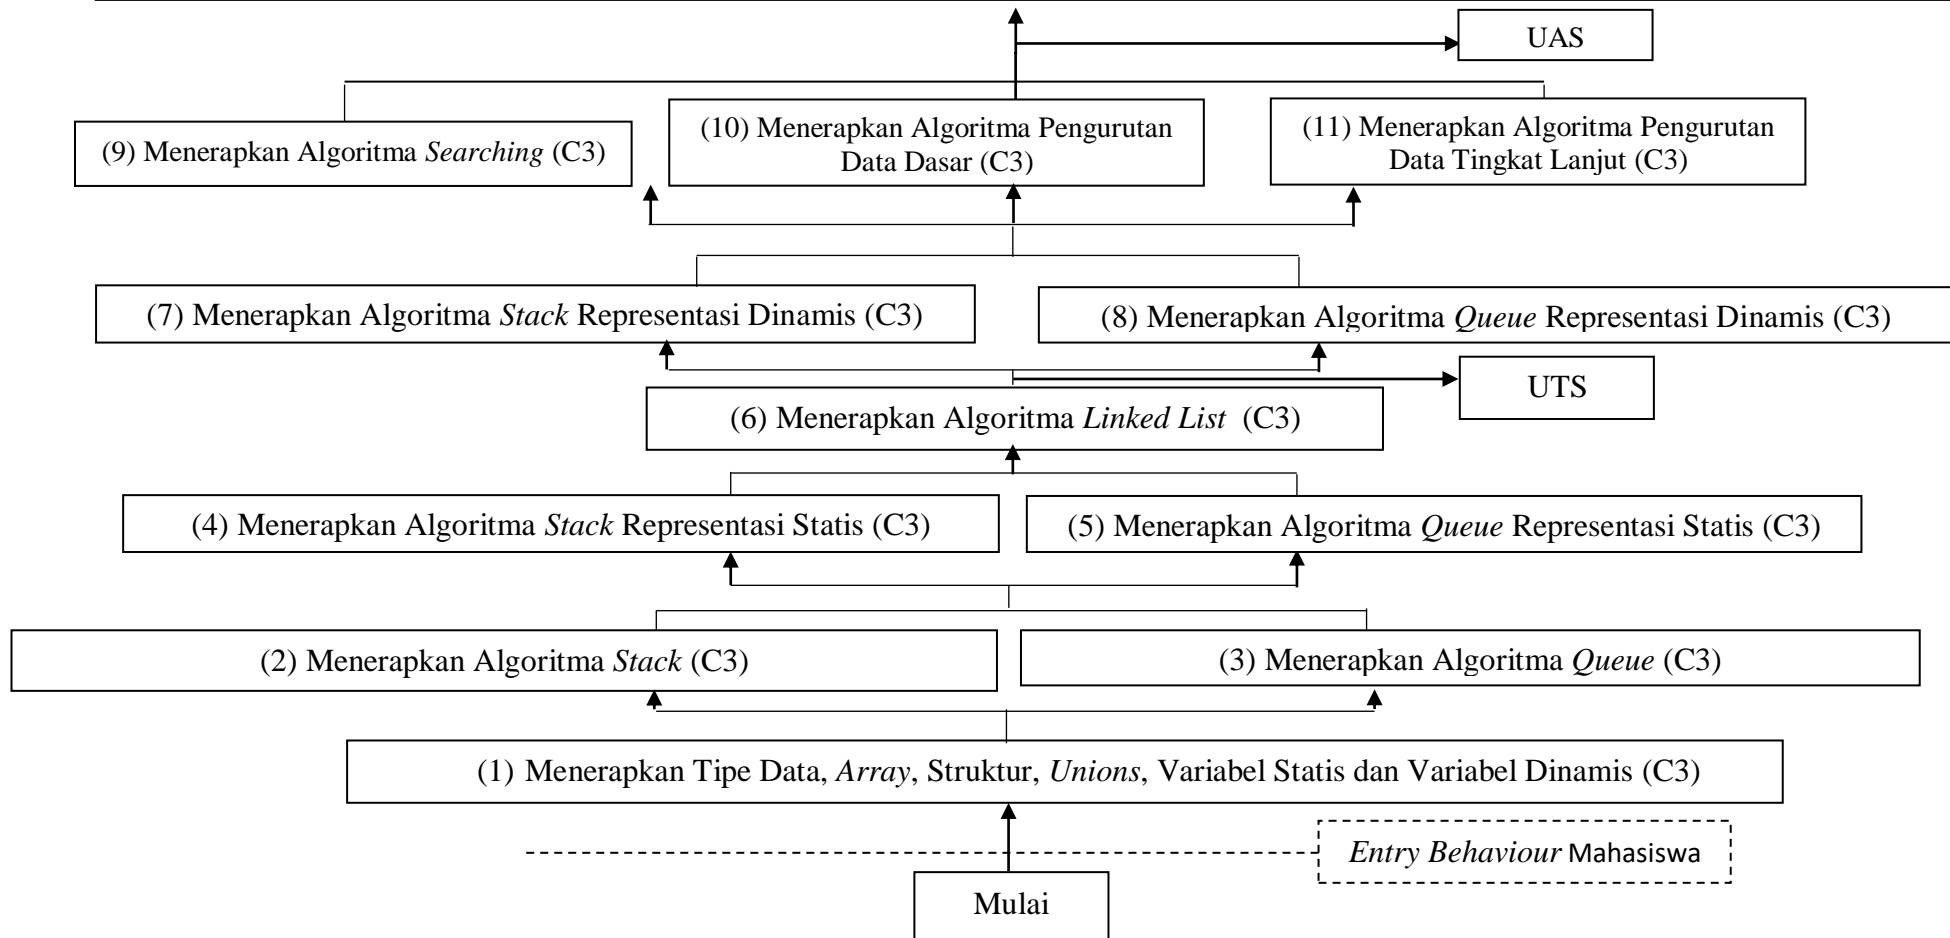 UAS
(9) Menerapkan Algoritma Searching (C3)
(10) Menerapkan Algoritma Pengurutan
Data Dasar (C3)
(11) Menerapkan Algoritma Pengurutan
Data Tingkat Lanjut (C3)
(7) Menerapkan Algoritma Stack Representasi Dinamis (C3)
(8) Menerapkan Algoritma Queue Representasi Dinamis (C3)
UTS
(6) Menerapkan Algoritma Linked List (C3)
(4) Menerapkan Algoritma Stack Representasi Statis (C3)
(5) Menerapkan Algoritma Queue Representasi Statis (C3)
(2) Menerapkan Algoritma Stack (C3)
(3) Menerapkan Algoritma Queue (C3)
(1) Menerapkan Tipe Data, Array, Struktur, Unions, Variabel Statis dan Variabel Dinamis (C3)
Entry Behaviour Mahasiswa
Mulai